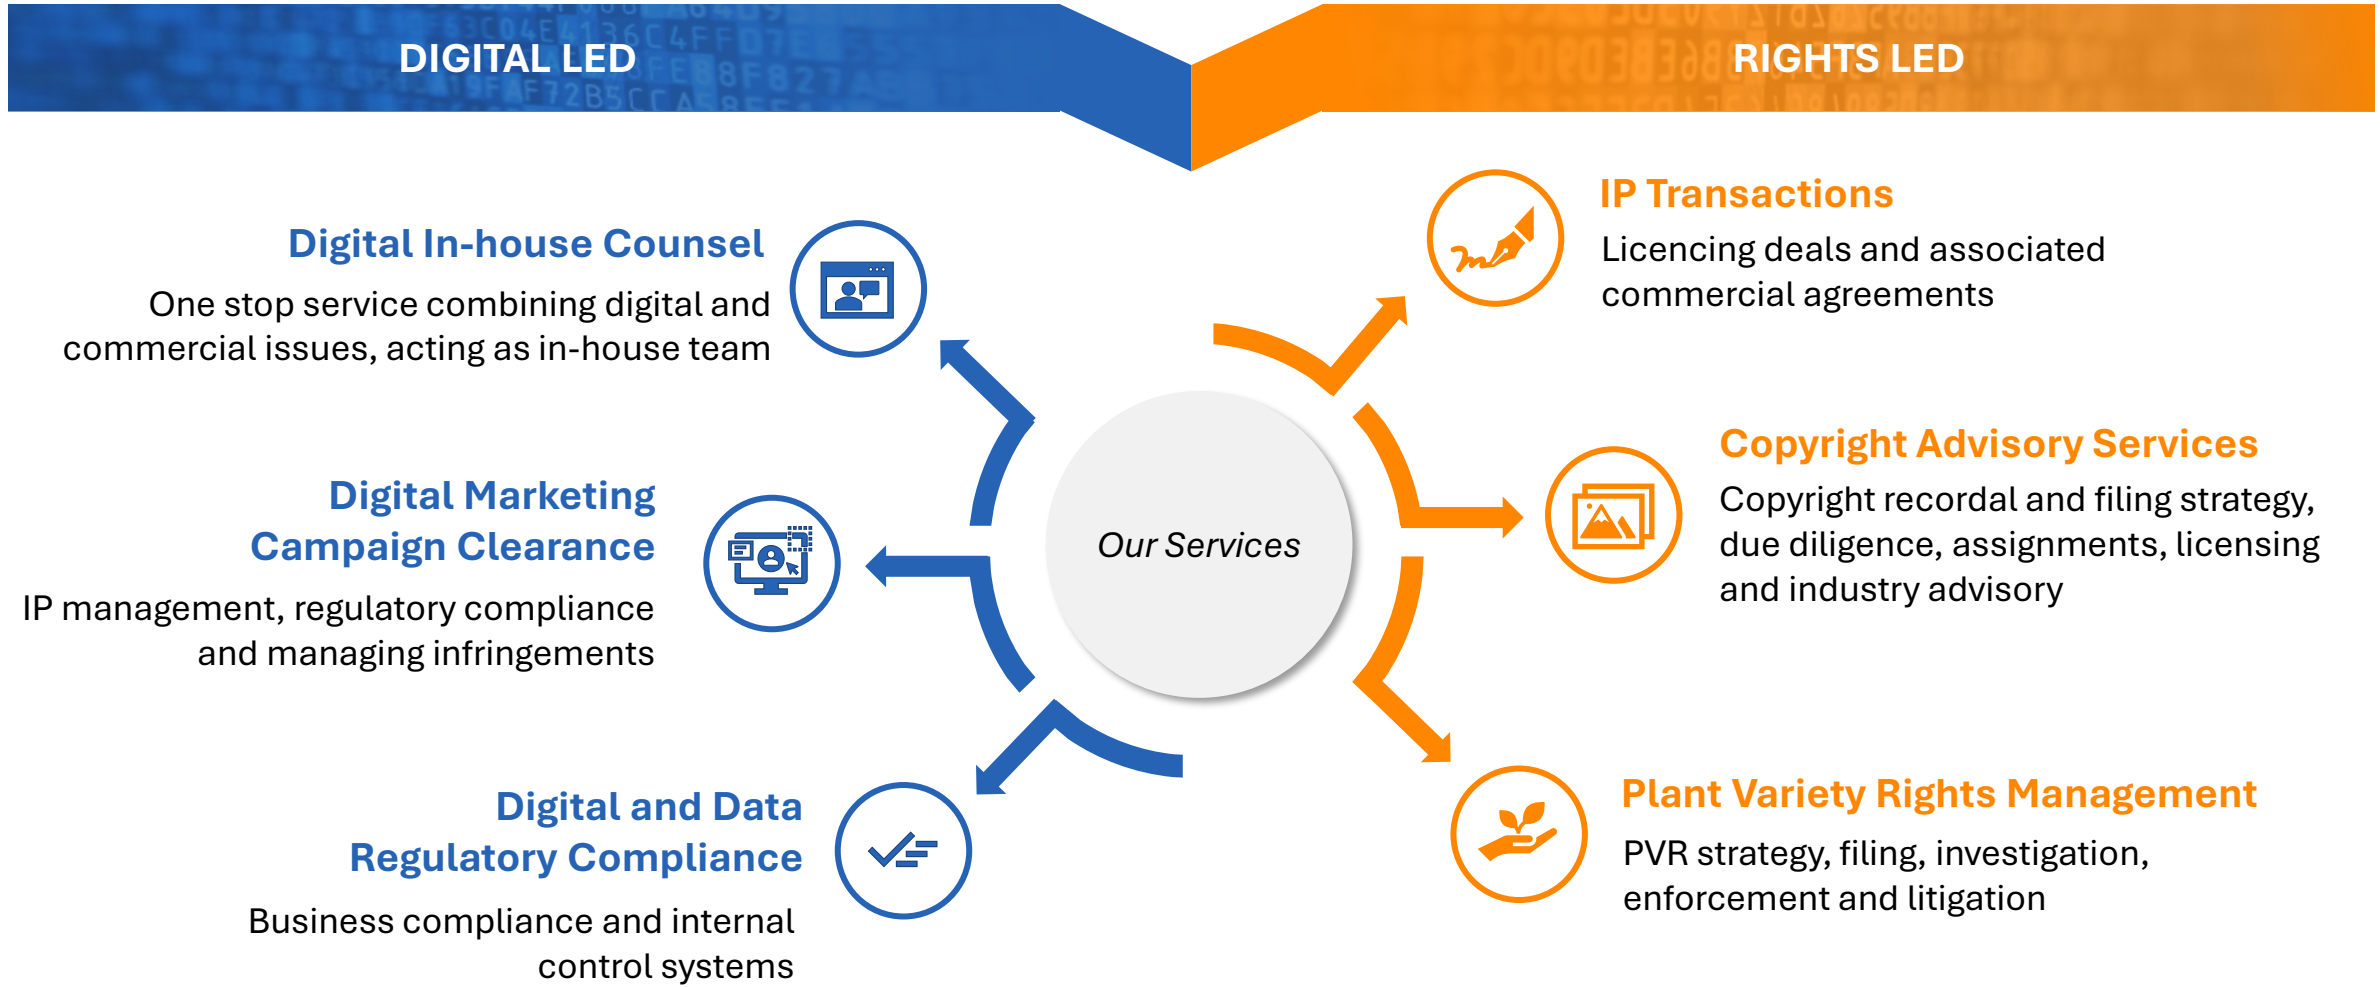 DIGITAL LED
RIGHTS LED
Digital In-house Counsel
One stop service combining digital and
commercial issues, acting as in-house team
Digital Marketing
Campaign Clearance
IP management, regulatory compliance
and managing infringements
Digital and Data
Regulatory Compliance
Business compliance and internal
control systems
Our Services
IP Transactions
Licencing deals and associated
commercial agreements
Copyright Advisory Services
Copyright recordal and filing strategy,
due diligence, assignments, licensing
and industry advisory
Plant Variety Rights Management
PVR strategy, filing, investigation,
enforcement and litigation